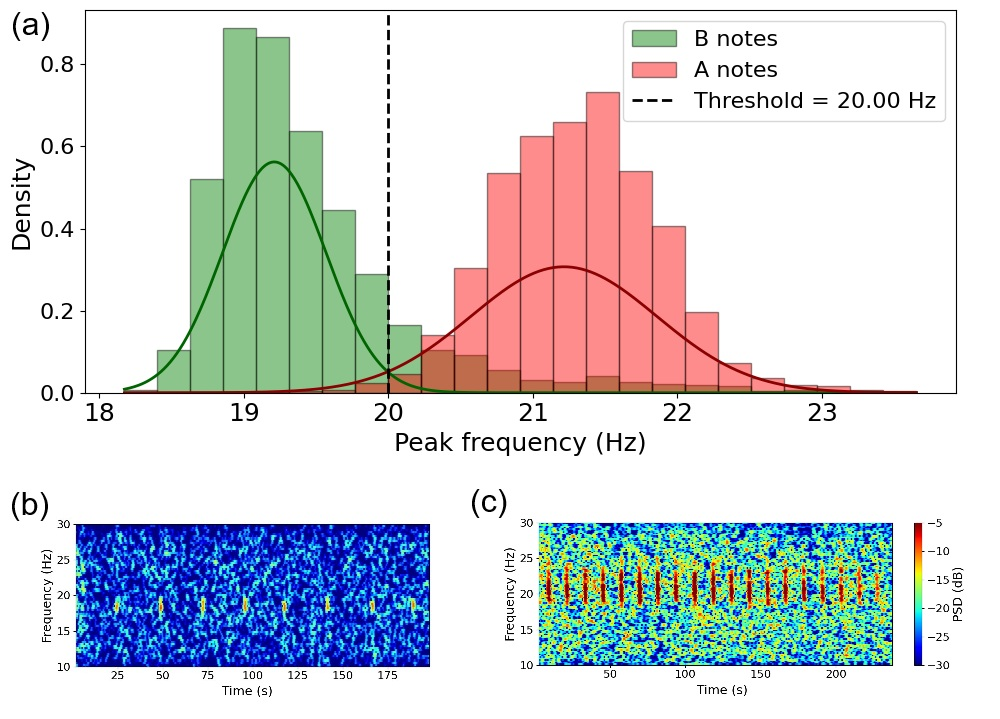 (a)
B notes
A notes
Threshold = 20.00 Hz
Density
0.8
0.6
0.4
0.2
0.0
18 19 20 21 22 23
Peak frequency (Hz)
(b)
Frequency (Hz)
30
25
20
15
10
25 50 75 100 125 150 175
Time (s)
(c)
Frequency (Hz)
30
25
20
15
10
50 100 150 200
Time (s)
−5
−10
−15
−20
−25
−30
PSD (dB)